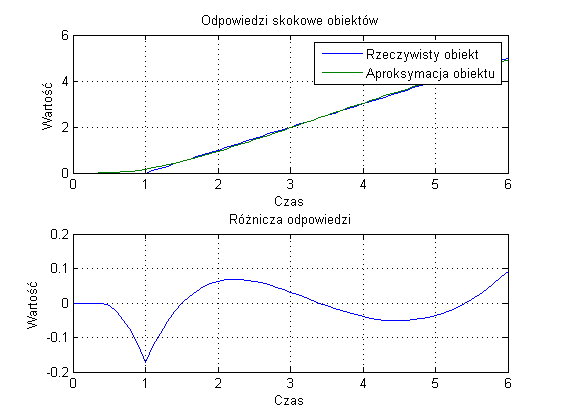 Odpowiedzi skokowe obiektów
6
4
2
0
Wartość
Rzeczywisty obiekt
Aproksymacja obiektu
0 1 2 3 4 5 6
Czas
Różnicza odpowiedzi
0.2
0.1
0
-0.1
-0.2
Wartość
0 1 2 3 4 5 6
Czas